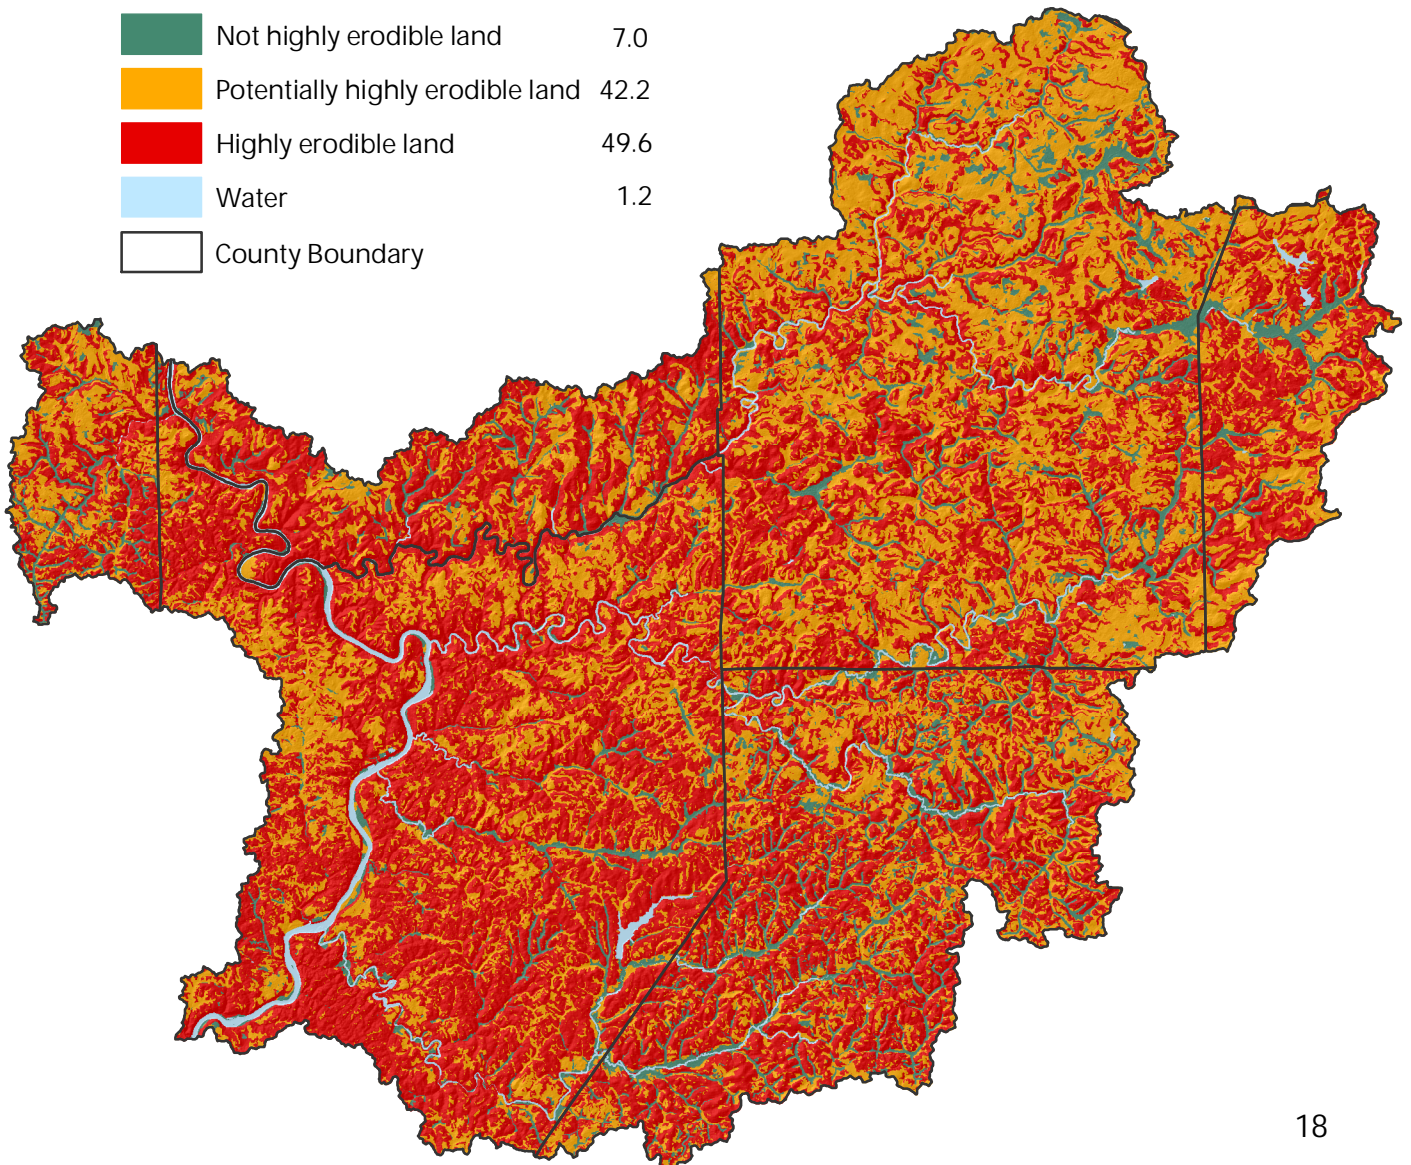 Not highly erodible land 7.0
Potentially highly erodible land 42.2
Highly erodible land 49.6
Water 1.2
County Boundary
18